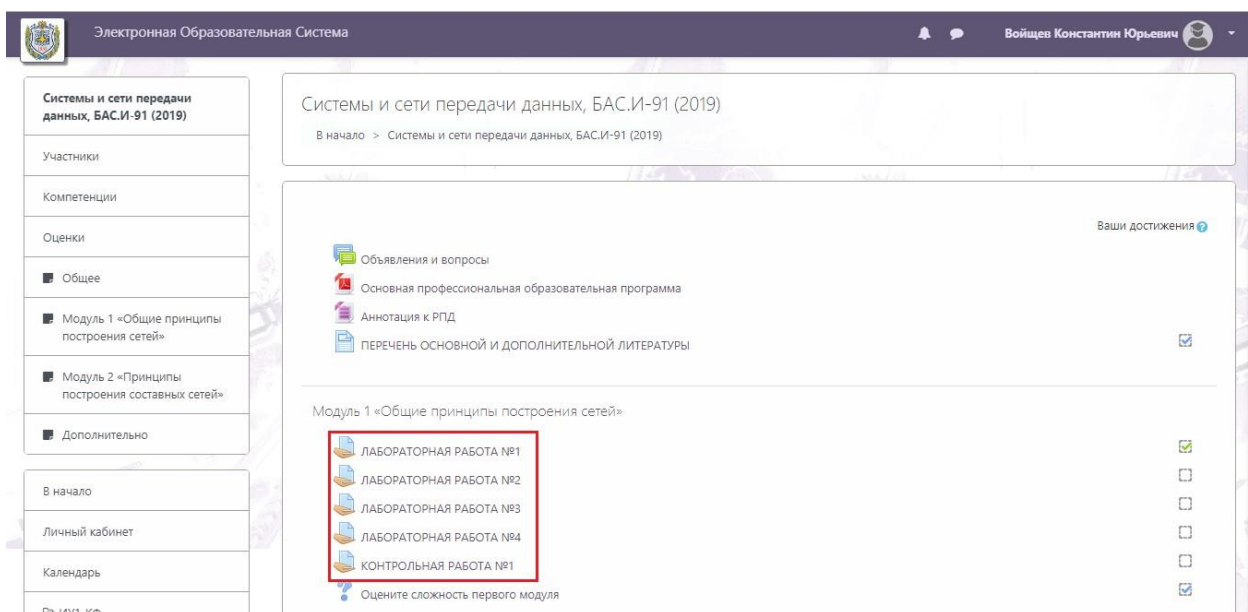 Электронная Образовательная Система
Войщев Константин Юрьевич
Системы и сети передачи
данных, БАС.И-91 (2019)
Участники
Компетенции
Оценки
Общее
Модуль 1 «Общие принципы
построения сетей»
Модуль 2 «Принципы
построения составных сетей»
Дополнительно
В начало
Личный кабинет
Календарь
Системы и сети передачи данных, БАС.И-91 (2019)
В начало > Системы и сети передачи данных, БАС.И-91 (2019)
Ваши достижения
Объявления и вопросы
Основная профессиональная образовательная программа
Аннотация к РПД
ПЕРЕЧЕНЬ ОСНОВНОЙ И ДОПОЛНИТЕЛЬНОЙ ЛИТЕРАТУРЫ
Модуль 1 «Общие принципы построения сетей»
ЛАБОРАТОРНАЯ РАБОТА №1
ЛАБОРАТОРНАЯ РАБОТА №2
ЛАБОРАТОРНАЯ РАБОТА №3
ЛАБОРАТОРНАЯ РАБОТА №4
КОНТРОЛЬНАЯ РАБОТА №1
Оцените сложность первого модуля